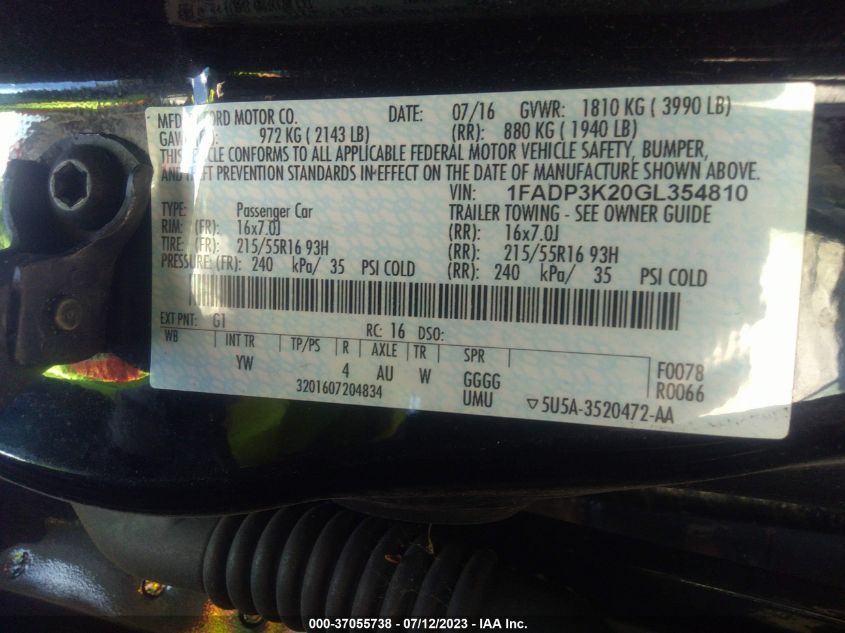 MFD FORD MOTOR CO. DATE: 07/16 GVWR: 1810 KG ( 3990 LB)
972 KG ( 2143 LB) (RR): 880 KG ( 1940 LB)
THIS VEHICLE CONFORMS TO ALL APPLICABLE FEDERAL MOTOR VEHICLE SAFETY, BUMPER,
AND THEFT PREVENTION STANDARDS IN EFFECT ON THE DATE OF MANUFACTURE SHOWN ABOVE.
VIN: 1FADP3K20GL354810
TYPE: Passenger Car TRAILER TOWING - SEE OWNER GUIDE
RIM: (FR): 16x7.0J (RR): 16x7.0J
TIRE: (FR): 215/55R16 93H (RR): 215/55R16 93H
PRESSURE: (FR): 240 kPa/ 35 PSI COLD (RR): 240 kPa/ 35 PSI COLD
EXT PNT: G1 RC: 16 DSO:
WB INT TR TP/PS R AXLE TR SPR
YW 4 AU W GGGG F0078
3201607204834 UMU R0066
▽5U5A-3520472-AA
000-37055738 - 07/12/2023 - IAA Inc.